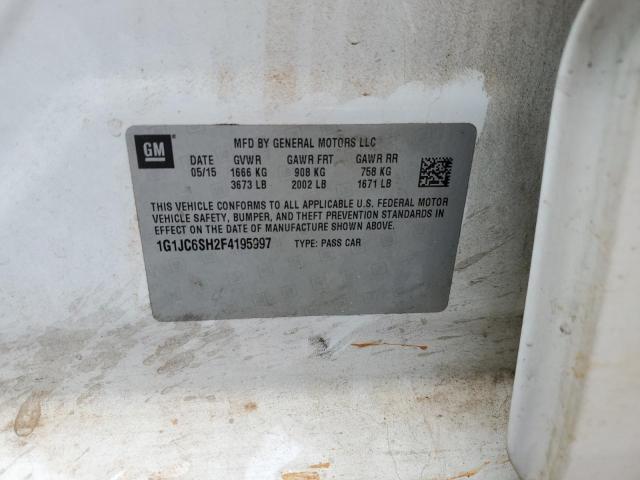 GM
MFD BY GENERAL MOTORS LLC
DATE GVWR GAWR FRT GAWR RR
05/15 1666 KG 908 KG 758 KG
3673 LB 2002 LB 1671 LB
THIS VEHICLE CONFORMS TO ALL APPLICABLE U.S. FEDERAL MOTOR
VEHICLE SAFETY, BUMPER, AND THEFT PREVENTION STANDARDS IN
EFFECT ON THE DATE OF MANUFACTURE SHOWN ABOVE.
1G1JC6SH2F4195997 TYPE: PASS CAR